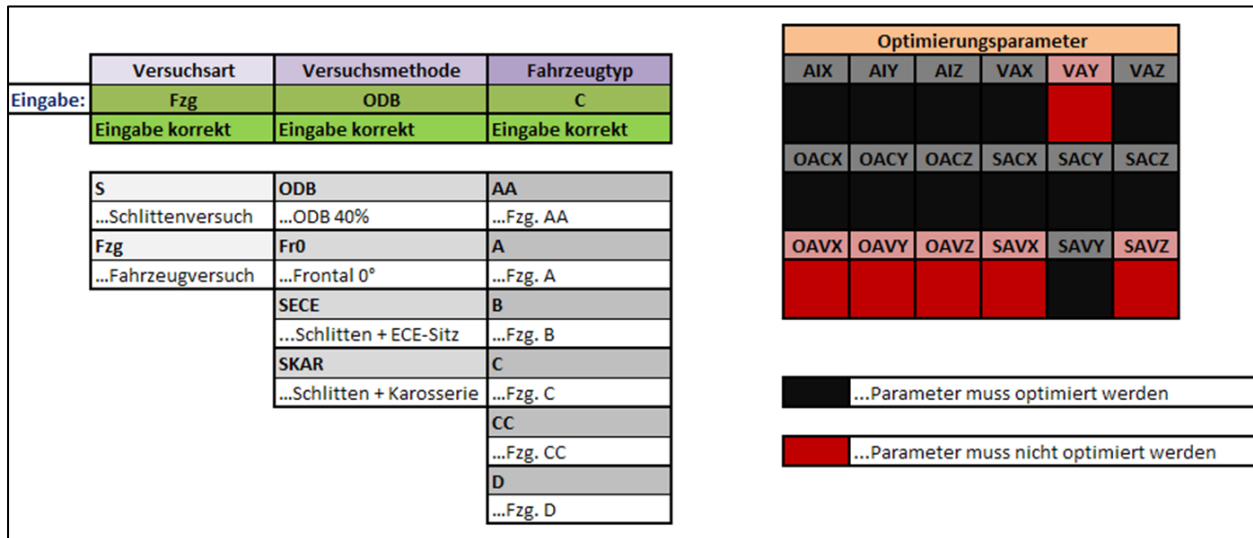 Versuchsart Versuchsmethode Fahrzeugtyp
Eingabe: Fzg ODB C
Eingabe korrekt Eingabe korrekt Eingabe korrekt
S ODB AA
...Schlittenversuch ...ODB 40% ...Fzg. AA
Fzg Fr0 A
...Fahrzeugversuch ...Frontal 0° ...Fzg. A
SECE B
...Schlitten + ECE-Sitz ...Fzg. B
SKAR C
...Schlitten + Karosserie ...Fzg. C
CC
...Fzg. CC
D
...Fzg. D
Optimierungsparameter
AIX AIY AIZ VAX VAY VAZ
OACX OACY OACZ SACX SACY SACZ
OAVX OAVY OAVZ SAVX SAVY SAVZ
...Parameter muss optimiert werden
...Parameter muss nicht optimiert werden